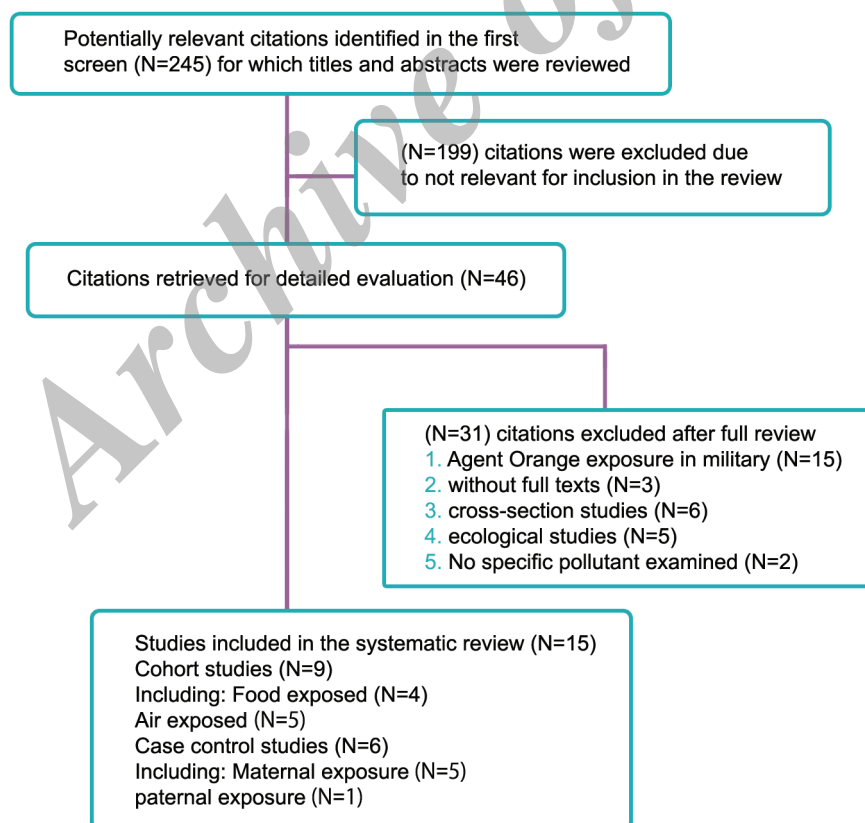 Potentially relevant citations identified in the first
screen (N=245) for which titles and abstracts were reviewed
(N=199) citations were excluded due
to not relevant for inclusion in the review
Citations retrieved for detailed evaluation (N=46)
(N=31) citations excluded after full review
1. Agent Orange exposure in military (N=15)
2. without full texts (N=3)
3. cross-section studies (N=6)
4. ecological studies (N=5)
5. No specific pollutant examined (N=2)
Studies included in the systematic review (N=15)
Cohort studies (N=9)
Including: Food exposed (N=4)
Air exposed (N=5)
Case control studies (N=6)
Including: Maternal exposure (N=5)
paternal exposure (N=1)
Archive of